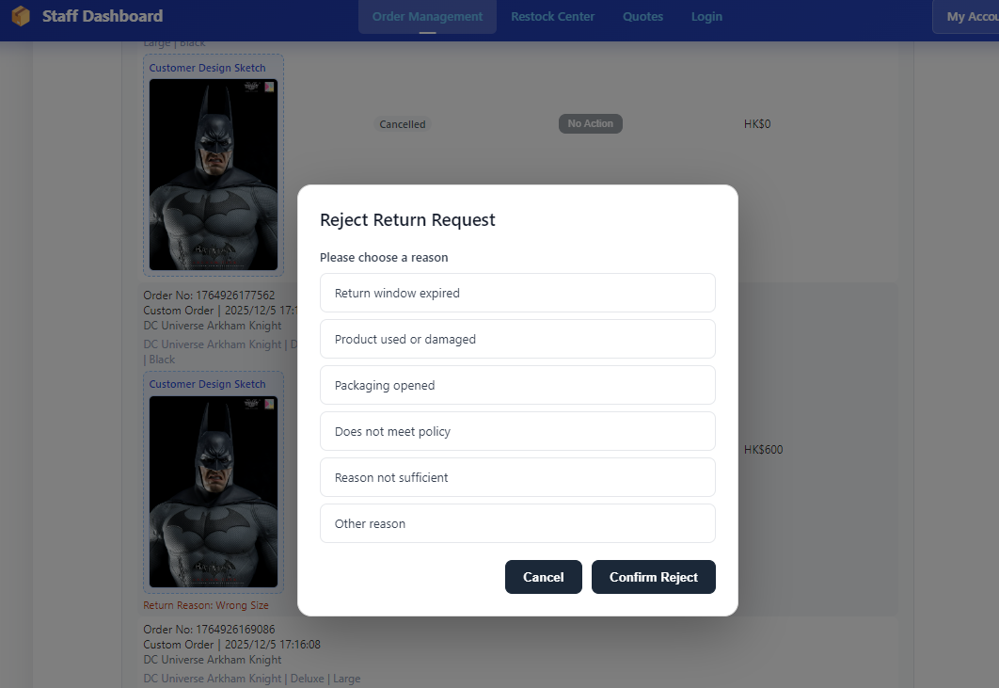 Staff Dashboard
Order Management
Restock Center
Quotes
Login
My Accou
Large | Black
Customer Design Sketch
Cancelled
No Action
HK$0
Order No: 1764926177562
Custom Order | 2025/12/5 17:1
DC Universe Arkham Knight
DC Universe Arkham Knight | D
| Black
Customer Design Sketch
HK$600
Return Reason: Wrong Size
Order No: 1764926169086
Custom Order | 2025/12/5 17:16:08
DC Universe Arkham Knight
DC Universe Arkham Knight | Deluxe | Large
Reject Return Request
Please choose a reason
Return window expired
Product used or damaged
Packaging opened
Does not meet policy
Reason not sufficient
Other reason
Cancel
Confirm Reject